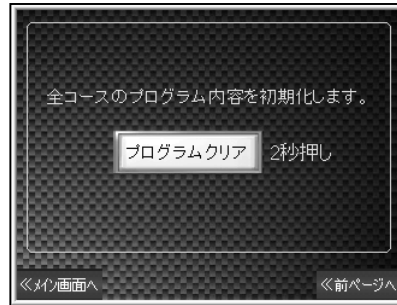 全コースのプログラム内容を初期化します。
プログラムクリア 2秒押し
≪メイン画面へ ≪前ページへ